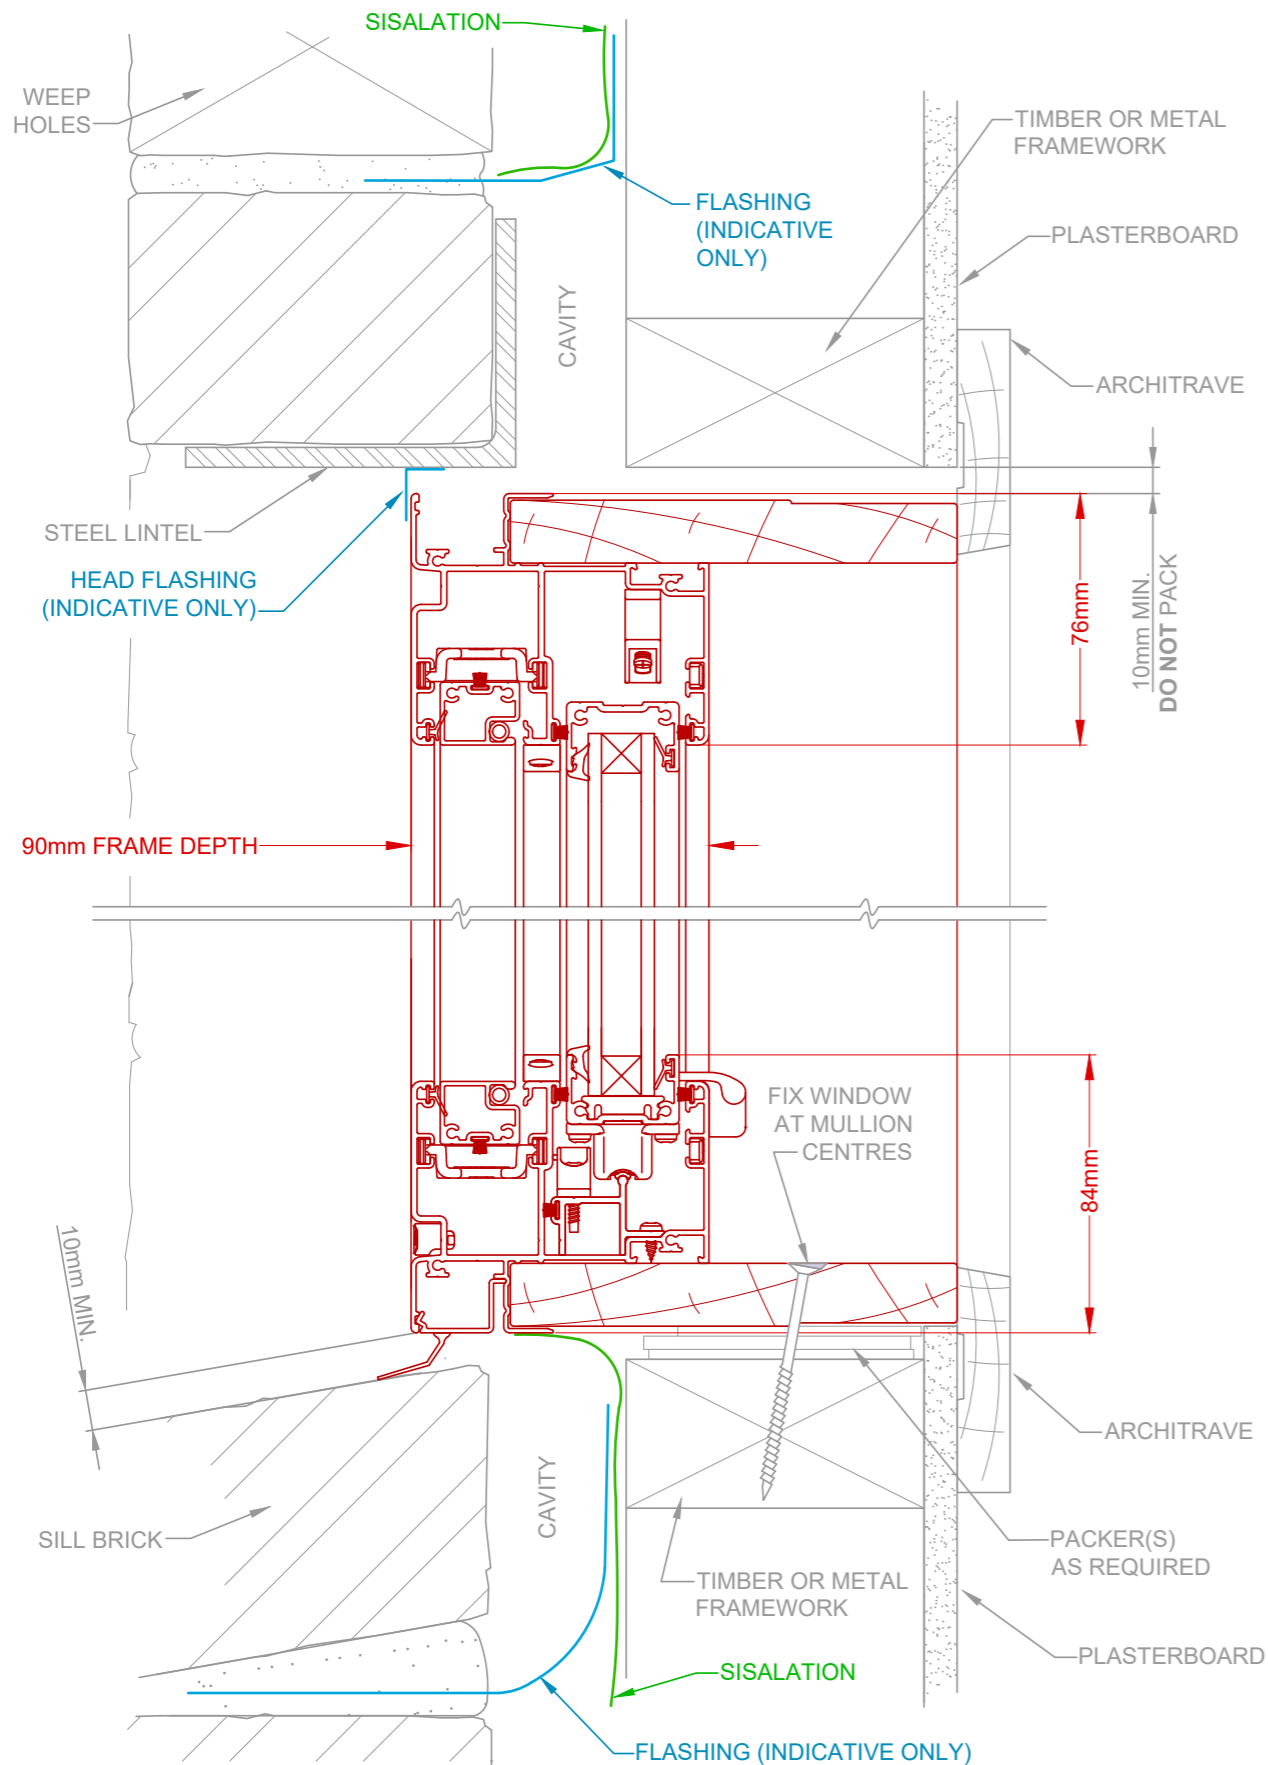 SISALATION
WEEP
HOLES
TIMBER OR METAL
FRAMEWORK
FLASHING
(INDICATIVE
ONLY)
PLASTERBOARD
CAVITY
ARCHITRAVE
STEEL LINTEL
HEAD FLASHING
(INDICATIVE ONLY)
76mm
10mm MIN.
DO NOT PACK
90mm FRAME DEPTH
FIX WINDOW
AT MULLION
CENTRES
84mm
10mm MIN.
ARCHITRAVE
CAVITY
SILL BRICK
PACKER(S)
AS REQUIRED
TIMBER OR METAL
FRAMEWORK
PLASTERBOARD
SISALATION
FLASHING (INDICATIVE ONLY)